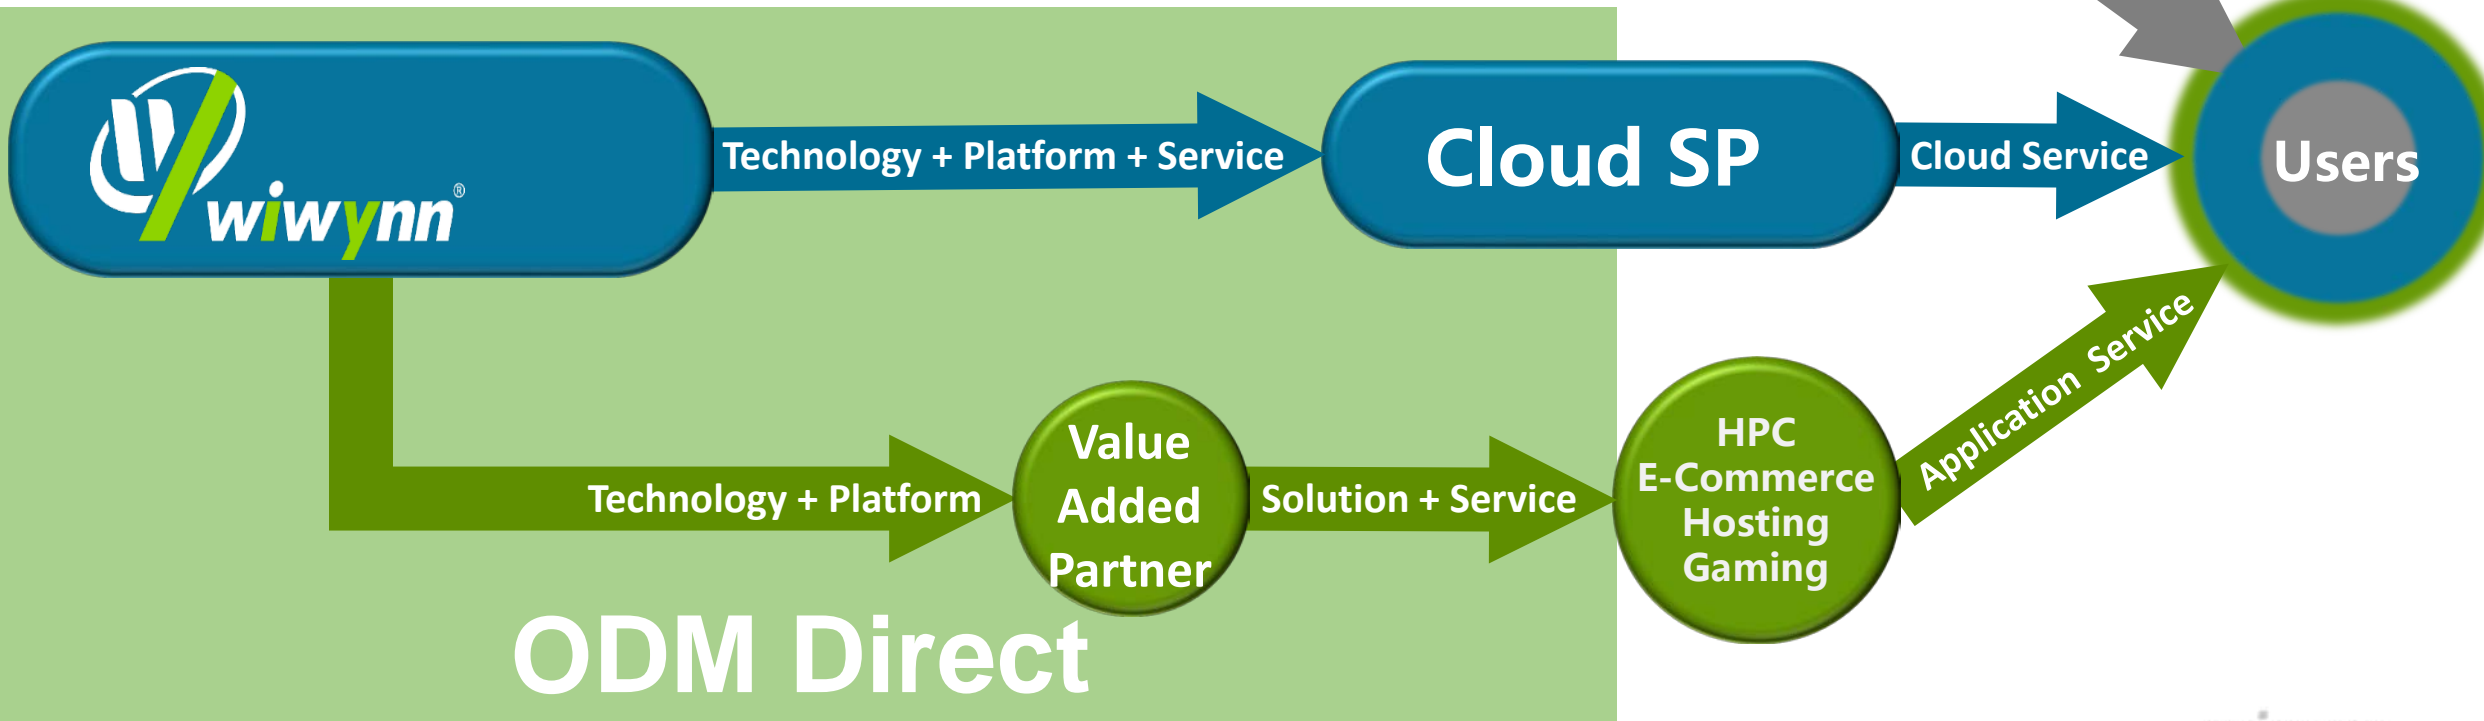 wiwynn®
Technology + Platform + Service
Cloud SP
Cloud Service
Users
Technology + Platform
Value
Added
Partner
Solution + Service
HPC
E-Commerce
Hosting
Gaming
Application Service
ODM Direct